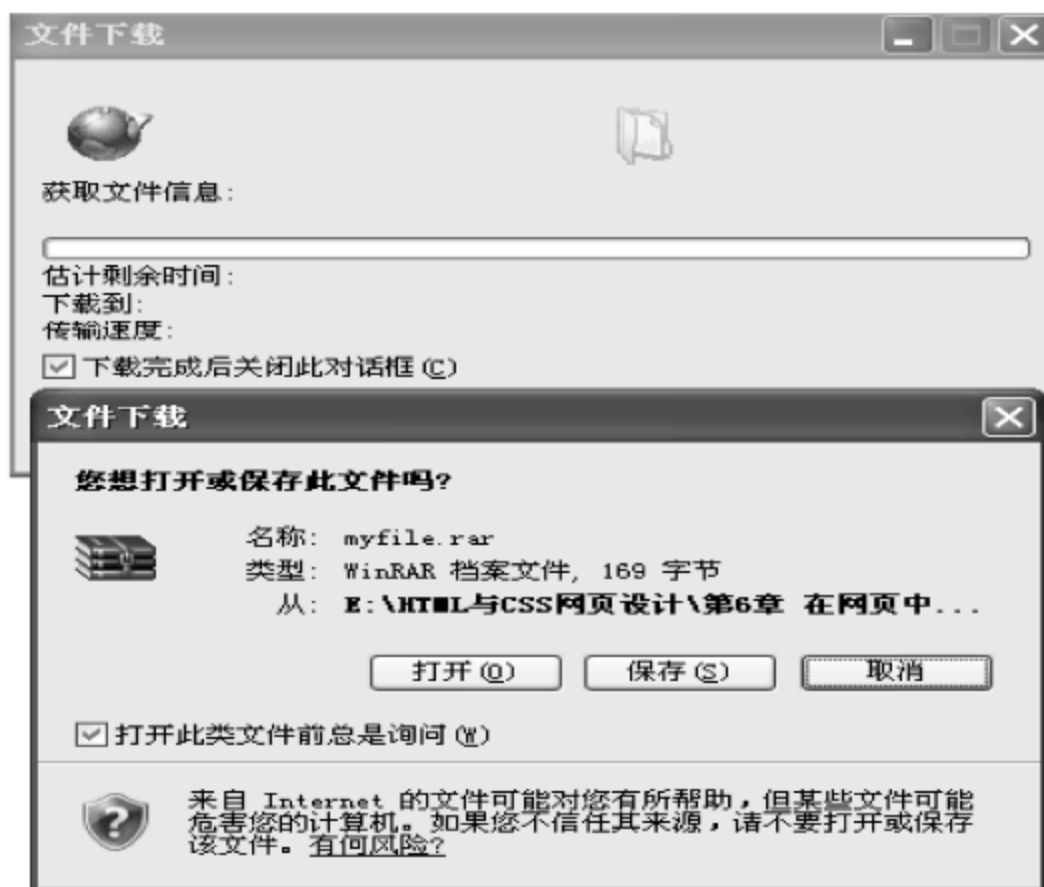 文件下载
获取文件信息:
估计剩余时间:
下载到:
传输速度:
下载完成后关闭此对话框(C)
文件下载
您想打开或保存此文件吗?
名称: myfile.rar
类型: WinRAR 档案文件, 169 字节
从: E:\HTML与CSS网页设计\第6章 在网页中...
打开(O) 保存(S) 取消
打开此类文件前总是询问(W)
来自 Internet 的文件可能对您有所帮助，但某些文件可能
危害您的计算机。如果您不信任其来源，请不要打开或保存
该文件。有何风险?